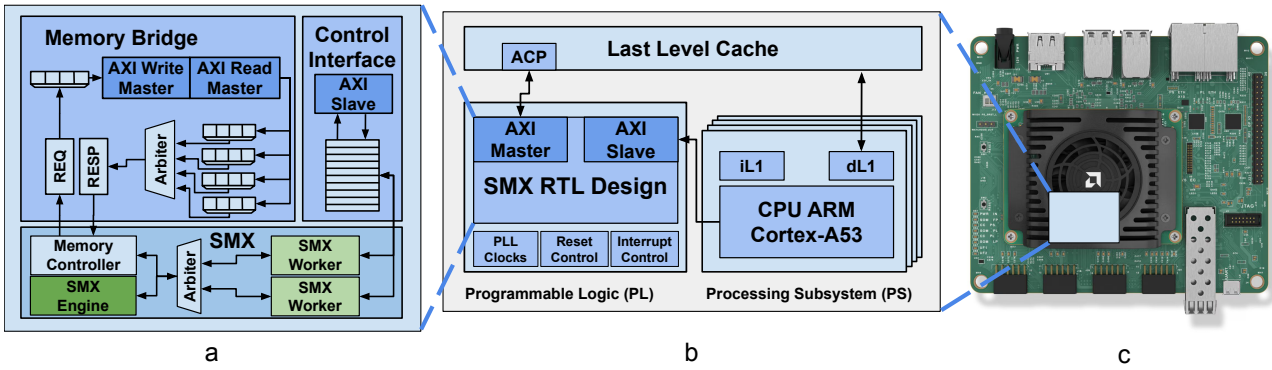 Memory Bridge
AXI Write
Master
AXI Read
Master
REQ
RESP
Arbiter
Control
Interface
AXI
Slave
SMX
Memory
Controller
SMX
Engine
Arbiter
SMX
Worker
SMX
Worker
a
Last Level Cache
ACP
AXI
Master
AXI
Slave
SMX RTL Design
PLL
Clocks
Reset
Control
Interrupt
Control
Programmable Logic (PL)
iL1
dL1
CPU ARM
Cortex-A53
Processing Subsystem (PS)
b
JTAG
c